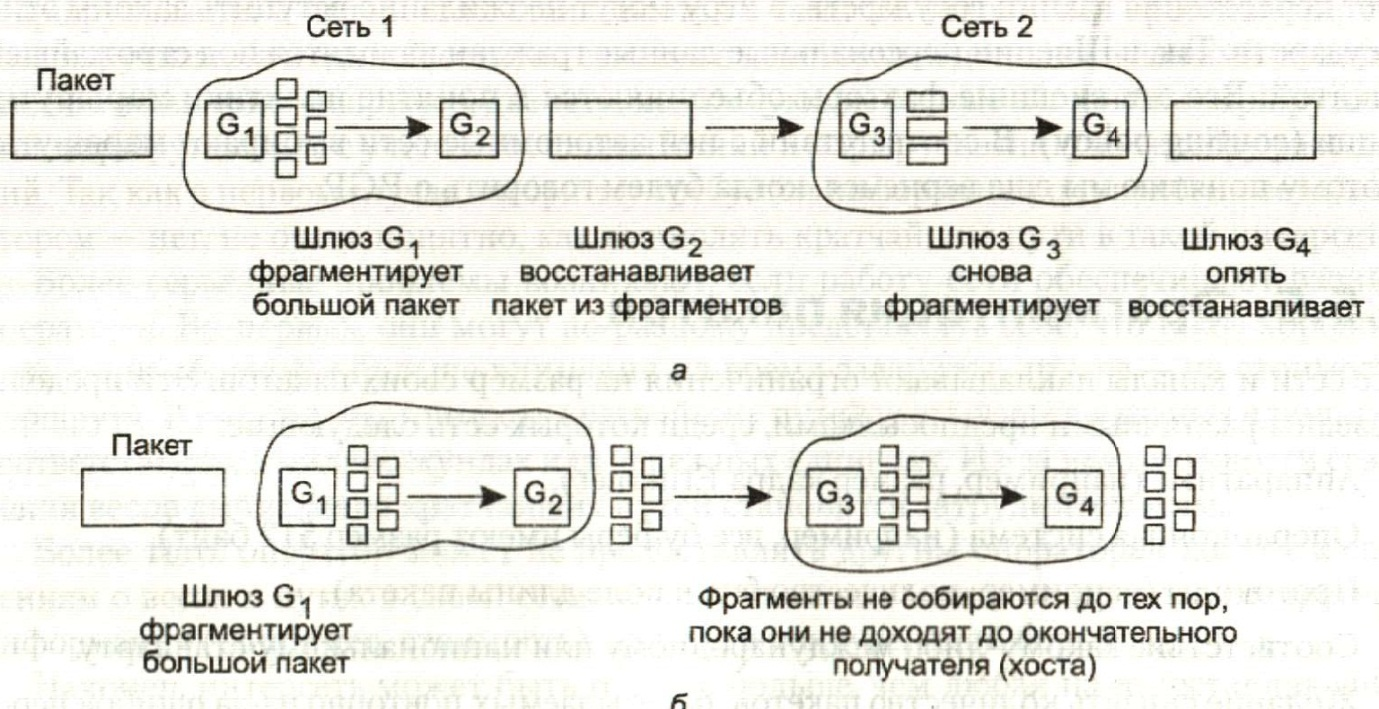 Сеть 1
Сеть 2
Пакет
G1
G2
G3
G4
Шлюз G1
фрагментирует
большой пакет
Шлюз G2
восстанавливает
пакет из фрагментов
Шлюз G3
снова
фрагментирует
Шлюз G4
опять
восстанавливает
а
Пакет
G1
G2
G3
G4
Шлюз G1
фрагментирует
большой пакет
Фрагменты не собираются до тех пор,
пока они не доходят до окончательного
получателя (хоста)
б